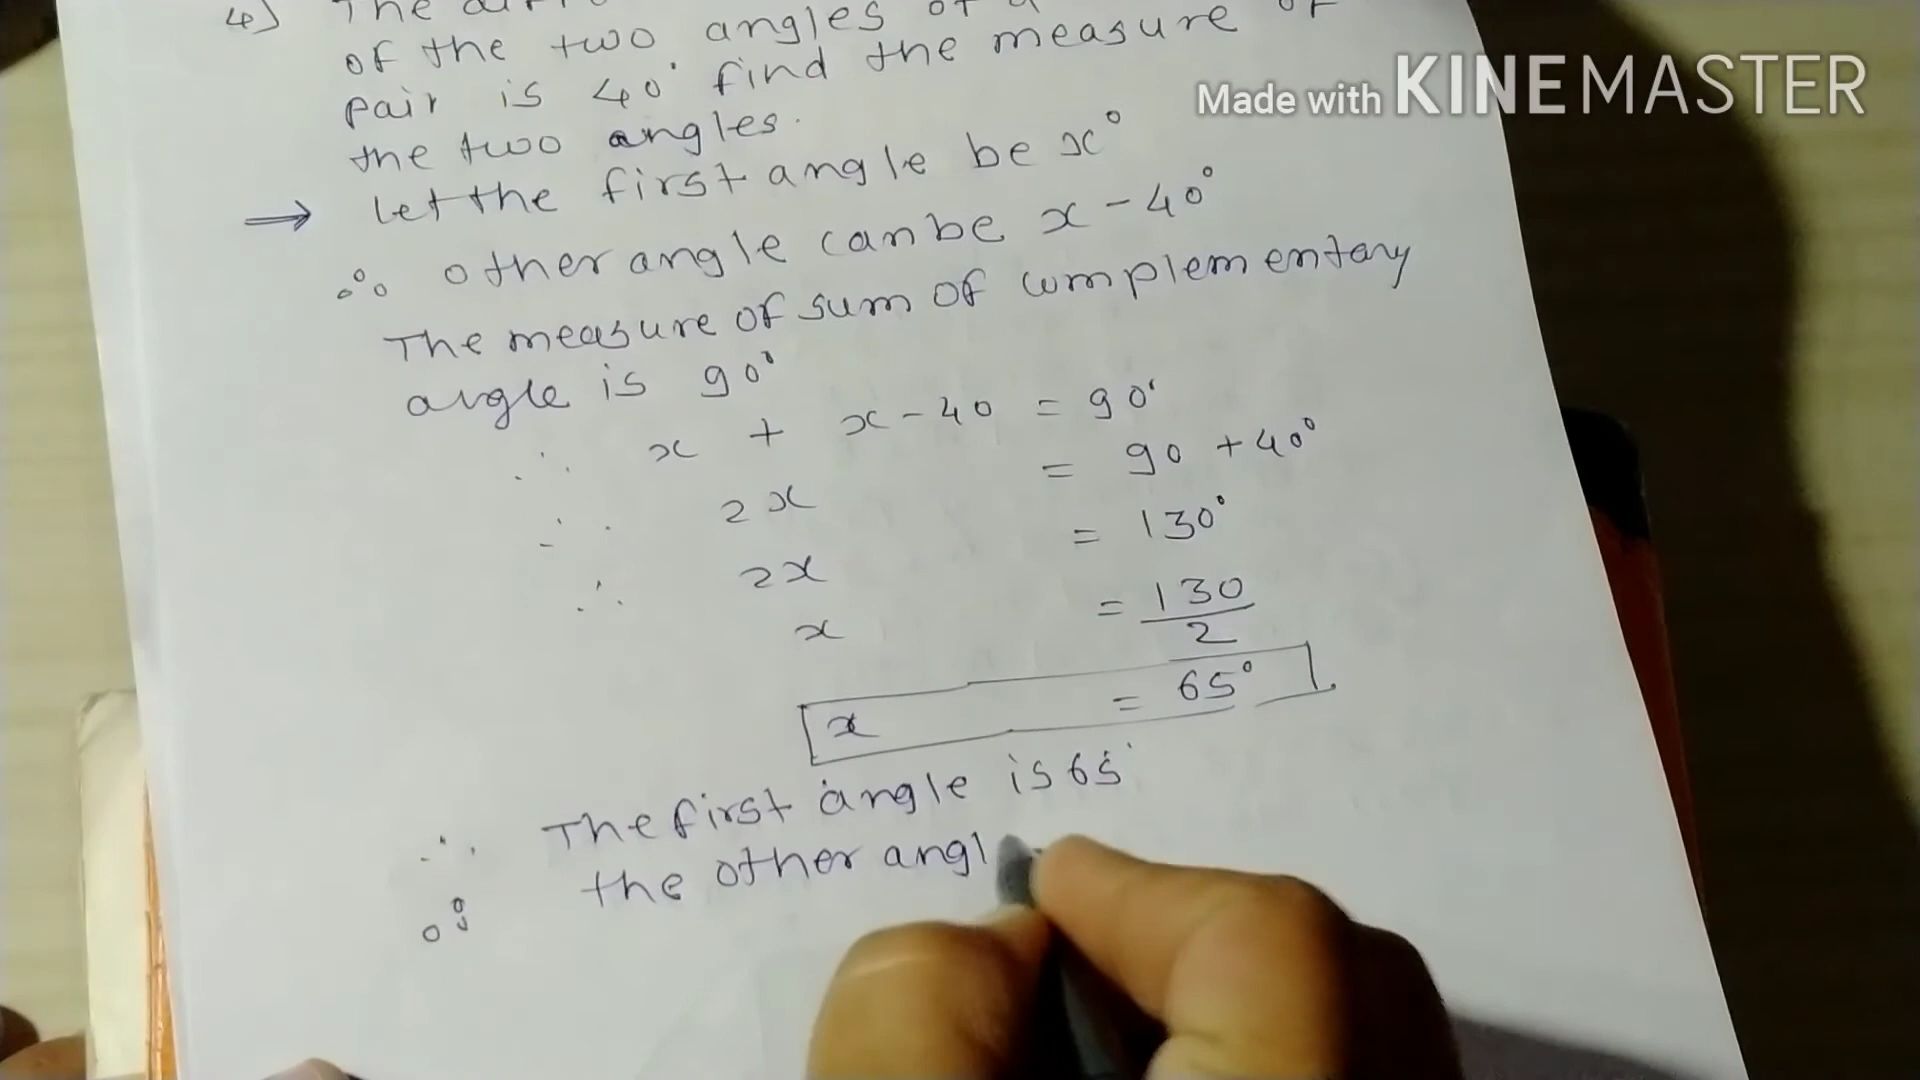 4) The
of the two angles of a
pair is 40° find the measure of
the two angles.
⇒ Let the first angle be x°
∴ other angle can be x - 40°
The measure of sum of complementary
angle is 90°
∴ x + x - 40 = 90°
∴ 2x = 90 + 40°
∴ 2x = 130°
x = 130/2
x = 65°
∴ The first angle is 65°
∴ the other angl
Made with KINEMASTER